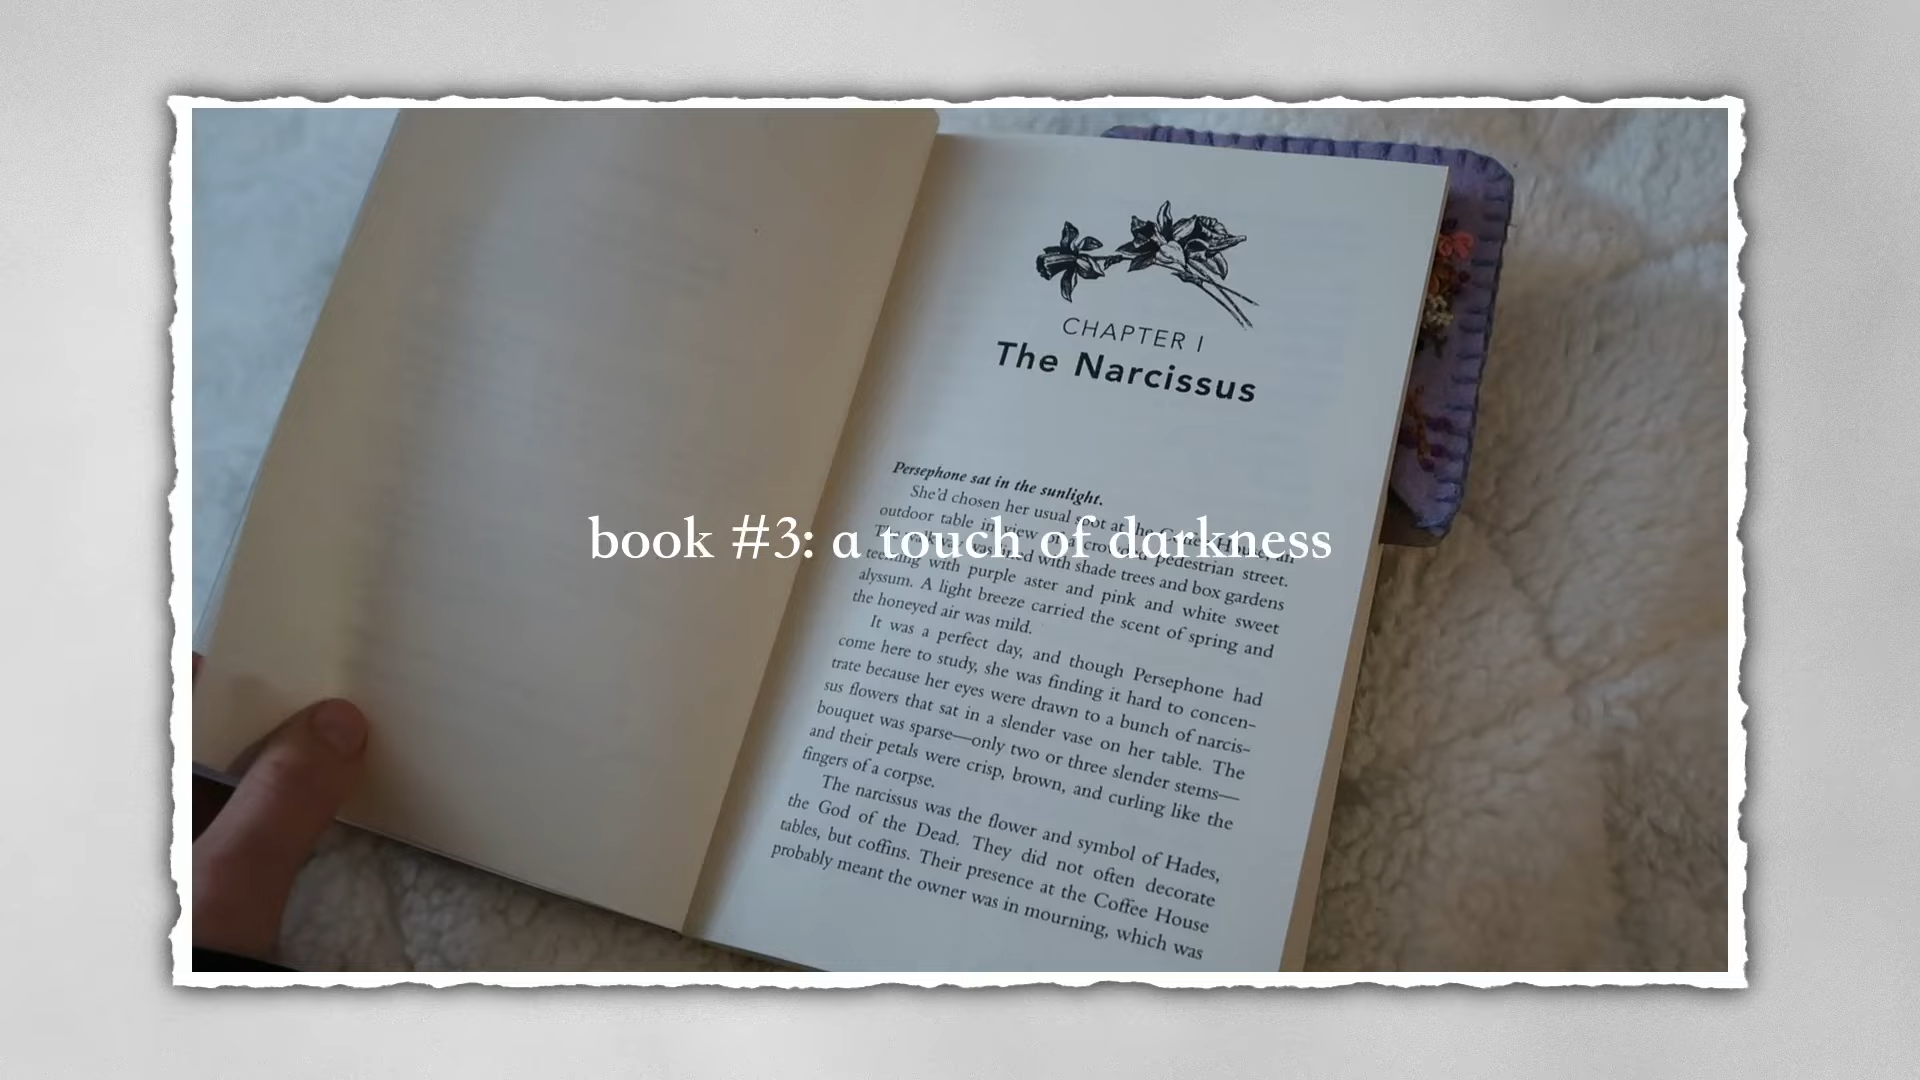 CHAPTER I
The Narcissus
Persephone sat in the sunlight.
She'd chosen her usual spot at the Coffee House, an
book #3: a touch of darkness
outdoor table in view of a crowded pedestrian street.
The walkway was lined with shade trees and box gardens
teeming with purple aster and pink and white sweet
alyssum. A light breeze carried the scent of spring and
the honeyed air was mild.
It was a perfect day, and though Persephone had
come here to study, she was finding it hard to concen-
trate because her eyes were drawn to a bunch of narcis-
sus flowers that sat in a slender vase on her table. The
bouquet was sparse—only two or three slender stems—
and their petals were crisp, brown, and curling like the
fingers of a corpse.
The narcissus was the flower and symbol of Hades,
the God of the Dead. They did not often decorate
tables, but coffins. Their presence at the Coffee House
probably meant the owner was in mourning, which was